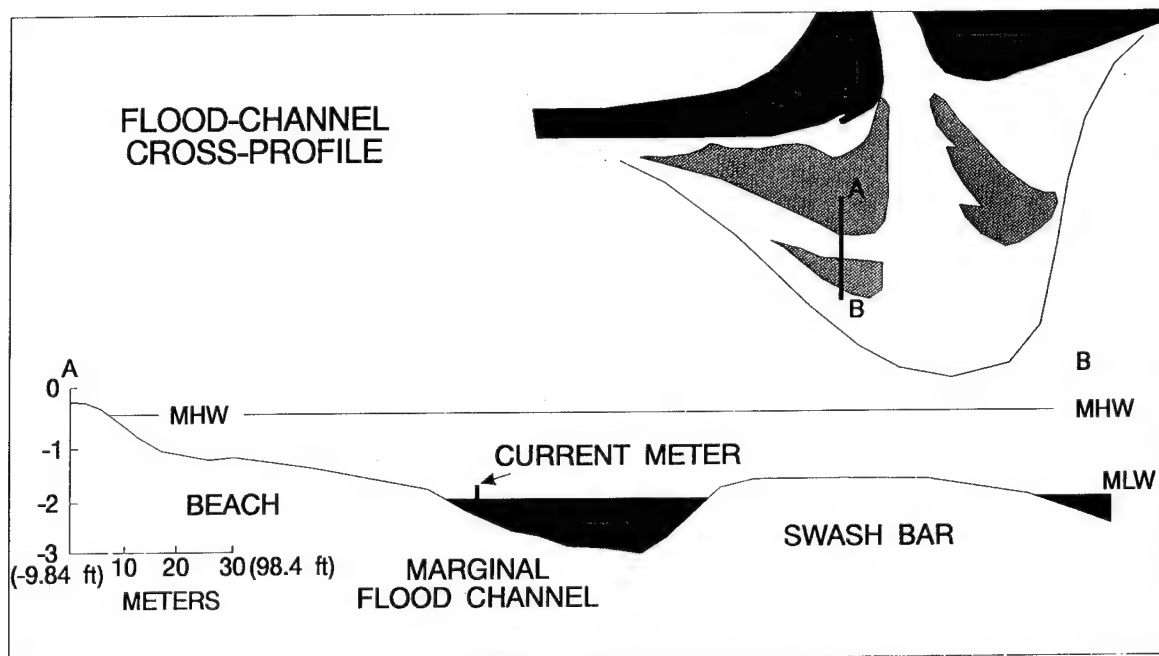 FLOOD-CHANNEL
CROSS-PROFILE
A
B
A
B
0
MHW
MHW
-1
CURRENT METER
MLW
-2
BEACH
SWASH BAR
-3
(-9.84 ft) 10 20 30 (98.4 ft)
METERS
MARGINAL
FLOOD CHANNEL